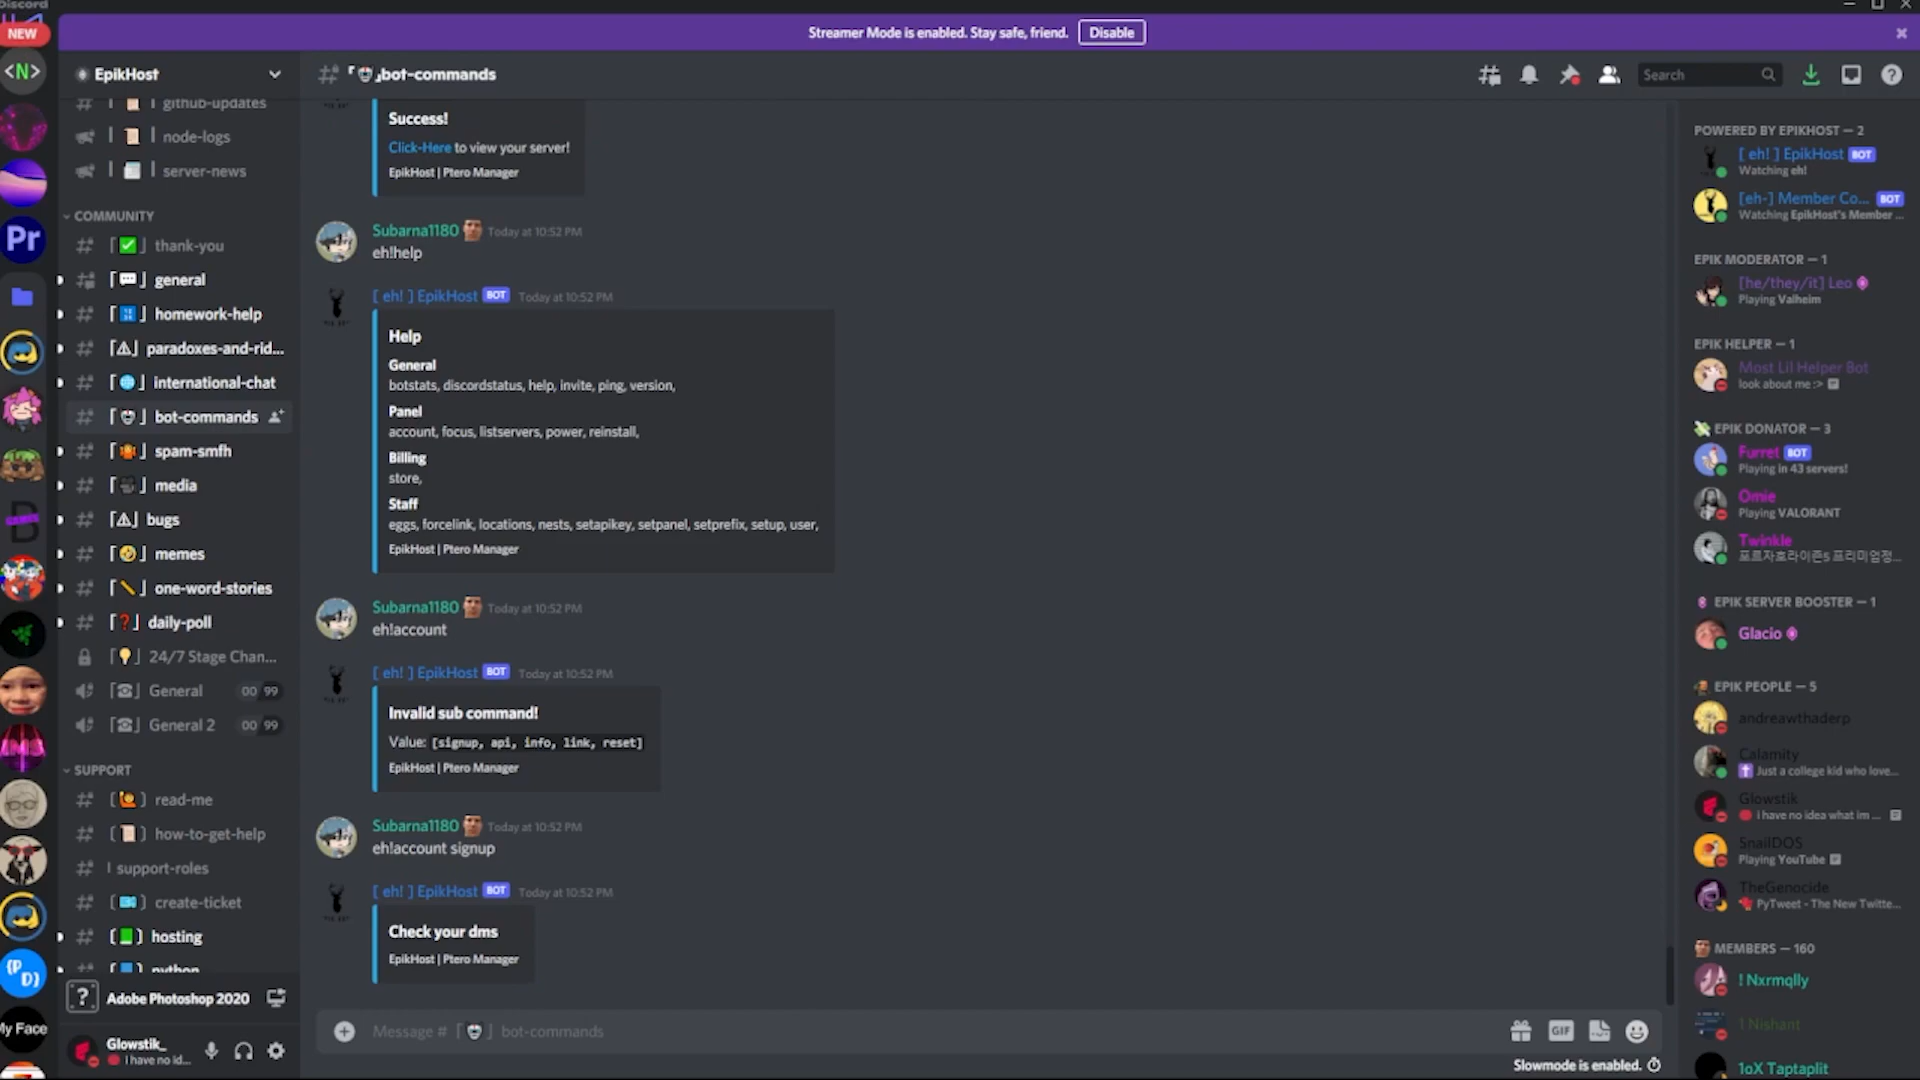 Discord
NEW
Streamer Mode is enabled. Stay safe, friend. Disable
<N>
EpikHost
「🤖」bot-commands
Search
github-updates
node-logs
server-news
COMMUNITY
「✅」 thank-you
「💬」 general
「🔢」 homework-help
「⚠」 paradoxes-and-rid...
「🌐」 international-chat
「🤖」 bot-commands
spam-smfh
media
「⚠」 bugs
「🤣」 memes
「📏」 one-word-stories
「❓」 daily-poll
「💡」 24/7 Stage Chan...
「☎」 General 00 99
「☎」 General 2 00 99
SUPPORT
read-me
how-to-get-help
support-roles
create-ticket
hosting
python
Adobe Photoshop 2020
Glowstik_
I have no id...
Pr
My Face
Success!
Click-Here to view your server!
EpikHost | Ptero Manager
Subarna1180 Today at 10:52 PM
eh!help
[ eh! ] EpikHost BOT Today at 10:52 PM
Help
General
botstats, discordstatus, help, invite, ping, version,
Panel
account, focus, listservers, power, reinstall,
Billing
store,
Staff
eggs, forcelink, locations, nests, setapikey, setpanel, setprefix, setup, user,
EpikHost | Ptero Manager
Subarna1180 Today at 10:52 PM
eh!account
[ eh! ] EpikHost BOT Today at 10:52 PM
Invalid sub command!
Value: [signup, api, info, link, reset]
EpikHost | Ptero Manager
Subarna1180 Today at 10:52 PM
eh!account signup
[ eh! ] EpikHost BOT Today at 10:52 PM
Check your dms
EpikHost | Ptero Manager
Message # 「🤖」 bot-commands
GIF
Slowmode is enabled.
POWERED BY EPIKHOST — 2
[ eh! ] EpikHost BOT
Watching eh!
[eh-] Member Co... BOT
Watching EpikHost's Member ...
EPIK MODERATOR — 1
[he/they/it] Leo
Playing Valheim
EPIK HELPER — 1
Most Lil Helper Bot
look about me :>
EPIK DONATOR — 3
Furret BOT
Playing in 43 servers!
Omie
Playing VALORANT
Twinkle
포르자호라이즌5 프리미엄정...
EPIK SERVER BOOSTER — 1
Glacio
EPIK PEOPLE — 5
andreawthaderp
Calamity
Just a college kid who love...
Glowstik
I have no idea what im ...
SnailDOS
Playing YouTube
TheGenocide
PyTweet - The New Twitte...
MEMBERS — 160
! Nxrmqlly
1 Nishant
1oX Taptaplit